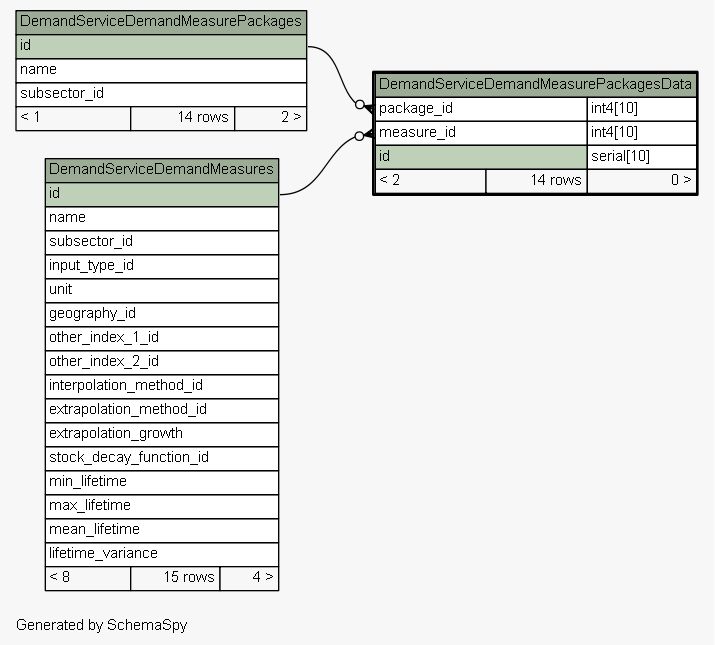 DemandServiceDemandMeasurePackages
id
name
subsector_id
< 1 14 rows 2 >
DemandServiceDemandMeasurePackagesData
package_id int4[10]
measure_id int4[10]
id serial[10]
< 2 14 rows 0 >
DemandServiceDemandMeasures
id
name
subsector_id
input_type_id
unit
geography_id
other_index_1_id
other_index_2_id
interpolation_method_id
extrapolation_method_id
extrapolation_growth
stock_decay_function_id
min_lifetime
max_lifetime
mean_lifetime
lifetime_variance
< 8 15 rows 4 >
Generated by SchemaSpy